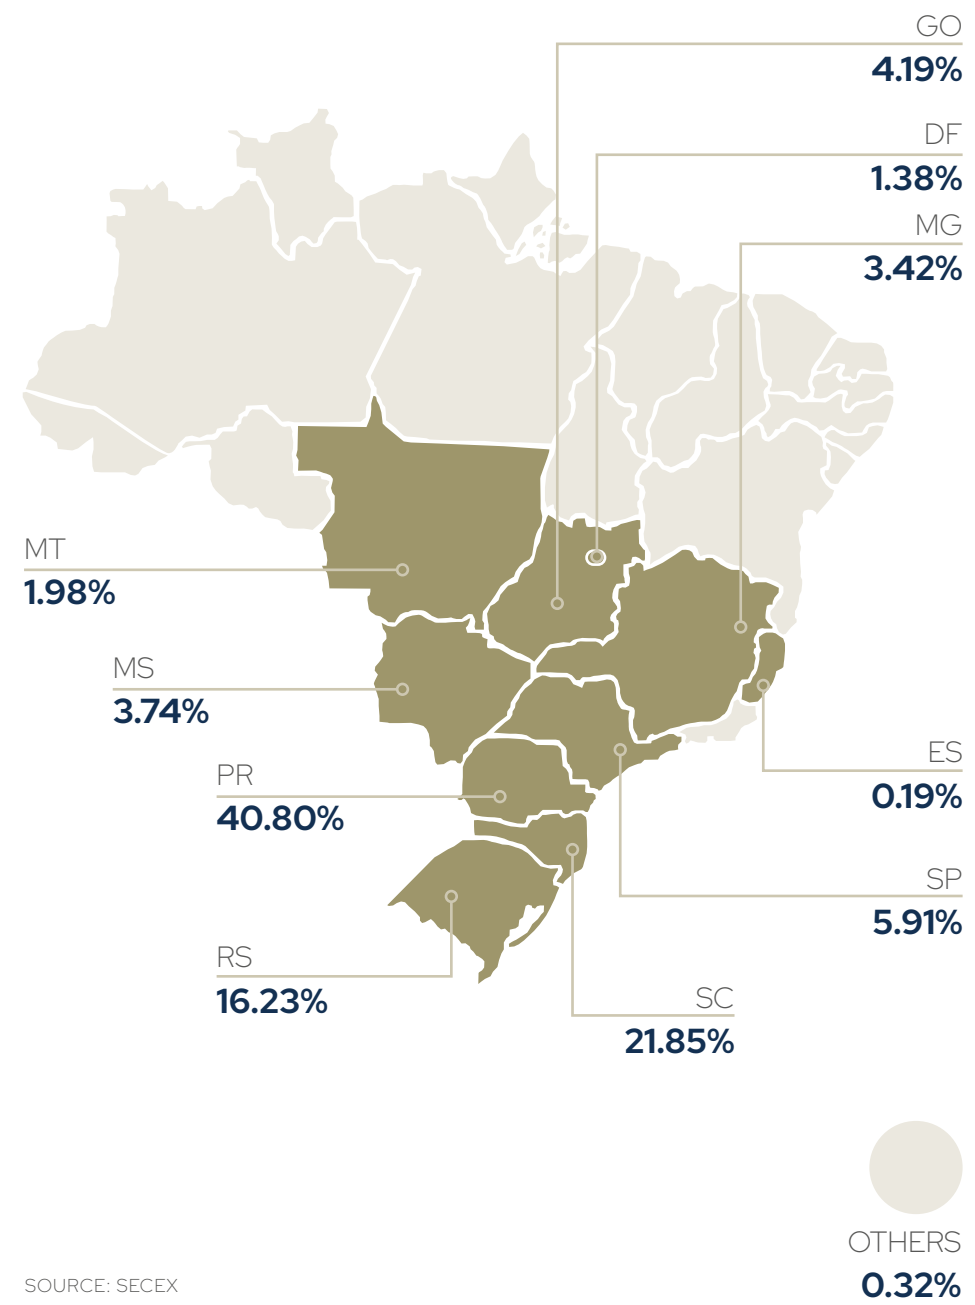 GO
4.19%
DF
1.38%
MG
3.42%
MT
1.98%
MS
3.74%
PR
40.80%
ES
0.19%
SP
5.91%
RS
16.23%
SC
21.85%
OTHERS
0.32%
SOURCE: SECEX